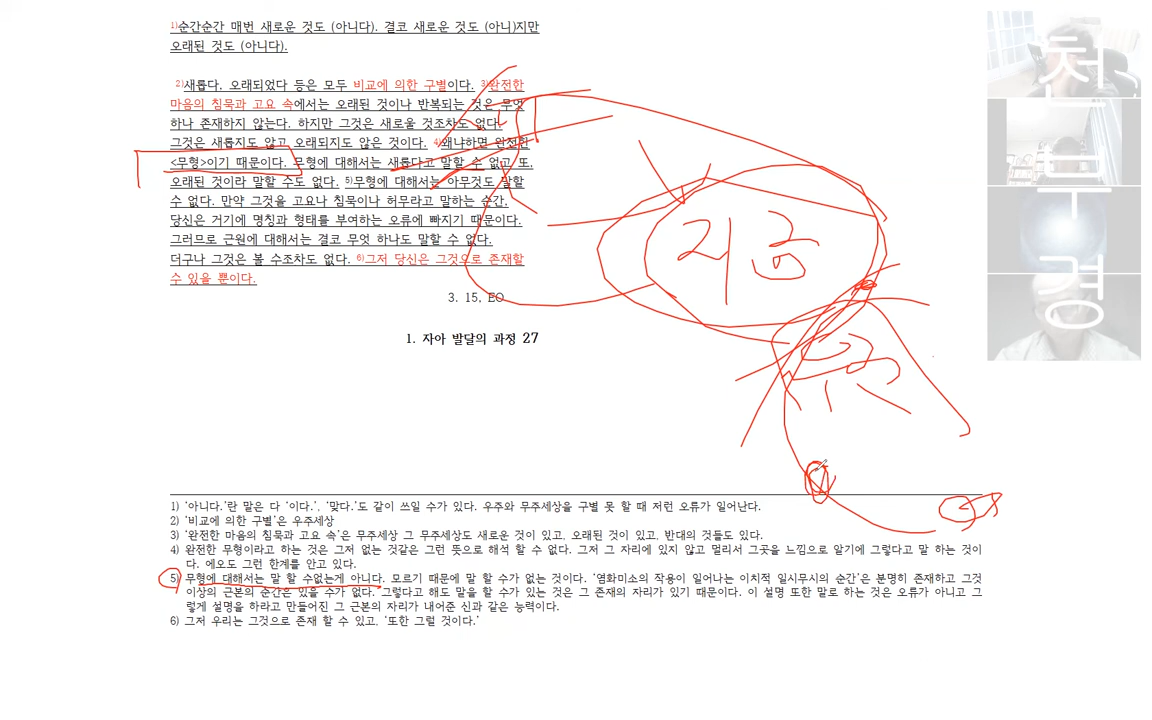 1)순간순간 매번 새로운 것도 (아니다). 결코 새로운 것도 (아니)지만
오래된 것도 (아니다).
2)새롭다, 오래되었다 등은 모두 비교에 의한 구별이다. 3)완전한
마음의 침묵과 고요 속에서는 오래된 것이나 반복되는 것은 무엇
하나 존재하지 않는다. 하지만 그것은 새로울 것조차도 없다.
그것은 새롭지도 않고 오래되지도 않은 것이다. 4)왜냐하면 완전한
<무형>이기 때문이다. 무형에 대해서는 새롭다고 말할 수 없고 또,
오래된 것이라 말할 수도 없다. 5)무형에 대해서는 아무것도 말할
수 없다. 만약 그것을 고요나 침묵이나 허무라고 말하는 순간,
당신은 거기에 명칭과 형태를 부여하는 오류에 빠지기 때문이다.
그러므로 근원에 대해서는 결코 무엇 하나도 말할 수 없다.
더구나 그것은 볼 수조차도 없다. 6)그저 당신은 그것으로 존재할
수 있을 뿐이다.
3. 15, EO
1. 자아 발달의 과정 27
천
부
경
1) '아니다.'란 말은 다 '이다.', '맞다.'도 같이 쓰일 수가 있다. 우주와 무주세상을 구별 못 할 때 저런 오류가 일어난다.
2) '비교에 의한 구별'은 우주세상
3) '완전한 마음의 침묵과 고요 속'은 무주세상 그 무주세상도 새로운 것이 있고, 오래된 것이 있고, 반대의 것들도 있다.
4) 완전한 무형이라고 하는 것은 그저 없는 것같은 그런 뜻으로 해석 할 수 없다. 그저 그 자리에 있지 않고 멀리서 그곳을 느낌으로 알기에 그렇다고 말 하는 것이
다. 에오도 그런 한계를 안고 있다.
5) 무형에 대해서는 말 할 수없는게 아니다. 모르기 때문에 말 할 수가 없는 것이다. '염화미소의 작용이 일어나는 이치적 일시무시의 순간'은 분명히 존재하고 그것
이상의 근본의 순간은 있을 수가 없다. 그렇다고 해도 말을 할 수가 있는 것은 그 존재의 자리가 있기 때문이다. 이 설명 또한 말로 하는 것은 오류가 아니고 그
렇게 설명을 하라고 만들어진 그 근본의 자리가 내어준 신과 같은 능력이다.
6) 그저 우리는 그것으로 존재 할 수 있고, '또한 그럴 것이다.'